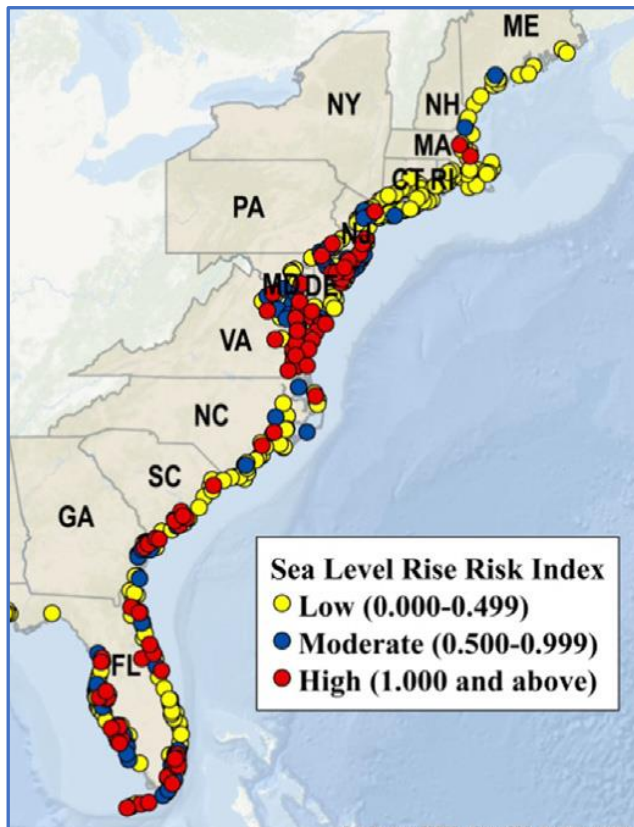 ME
NY
NH
MA
CT RI
PA
NJ
MD DE
VA
NC
SC
GA
Sea Level Rise Risk Index
Low (0.000-0.499)
Moderate (0.500-0.999)
High (1.000 and above)
FL